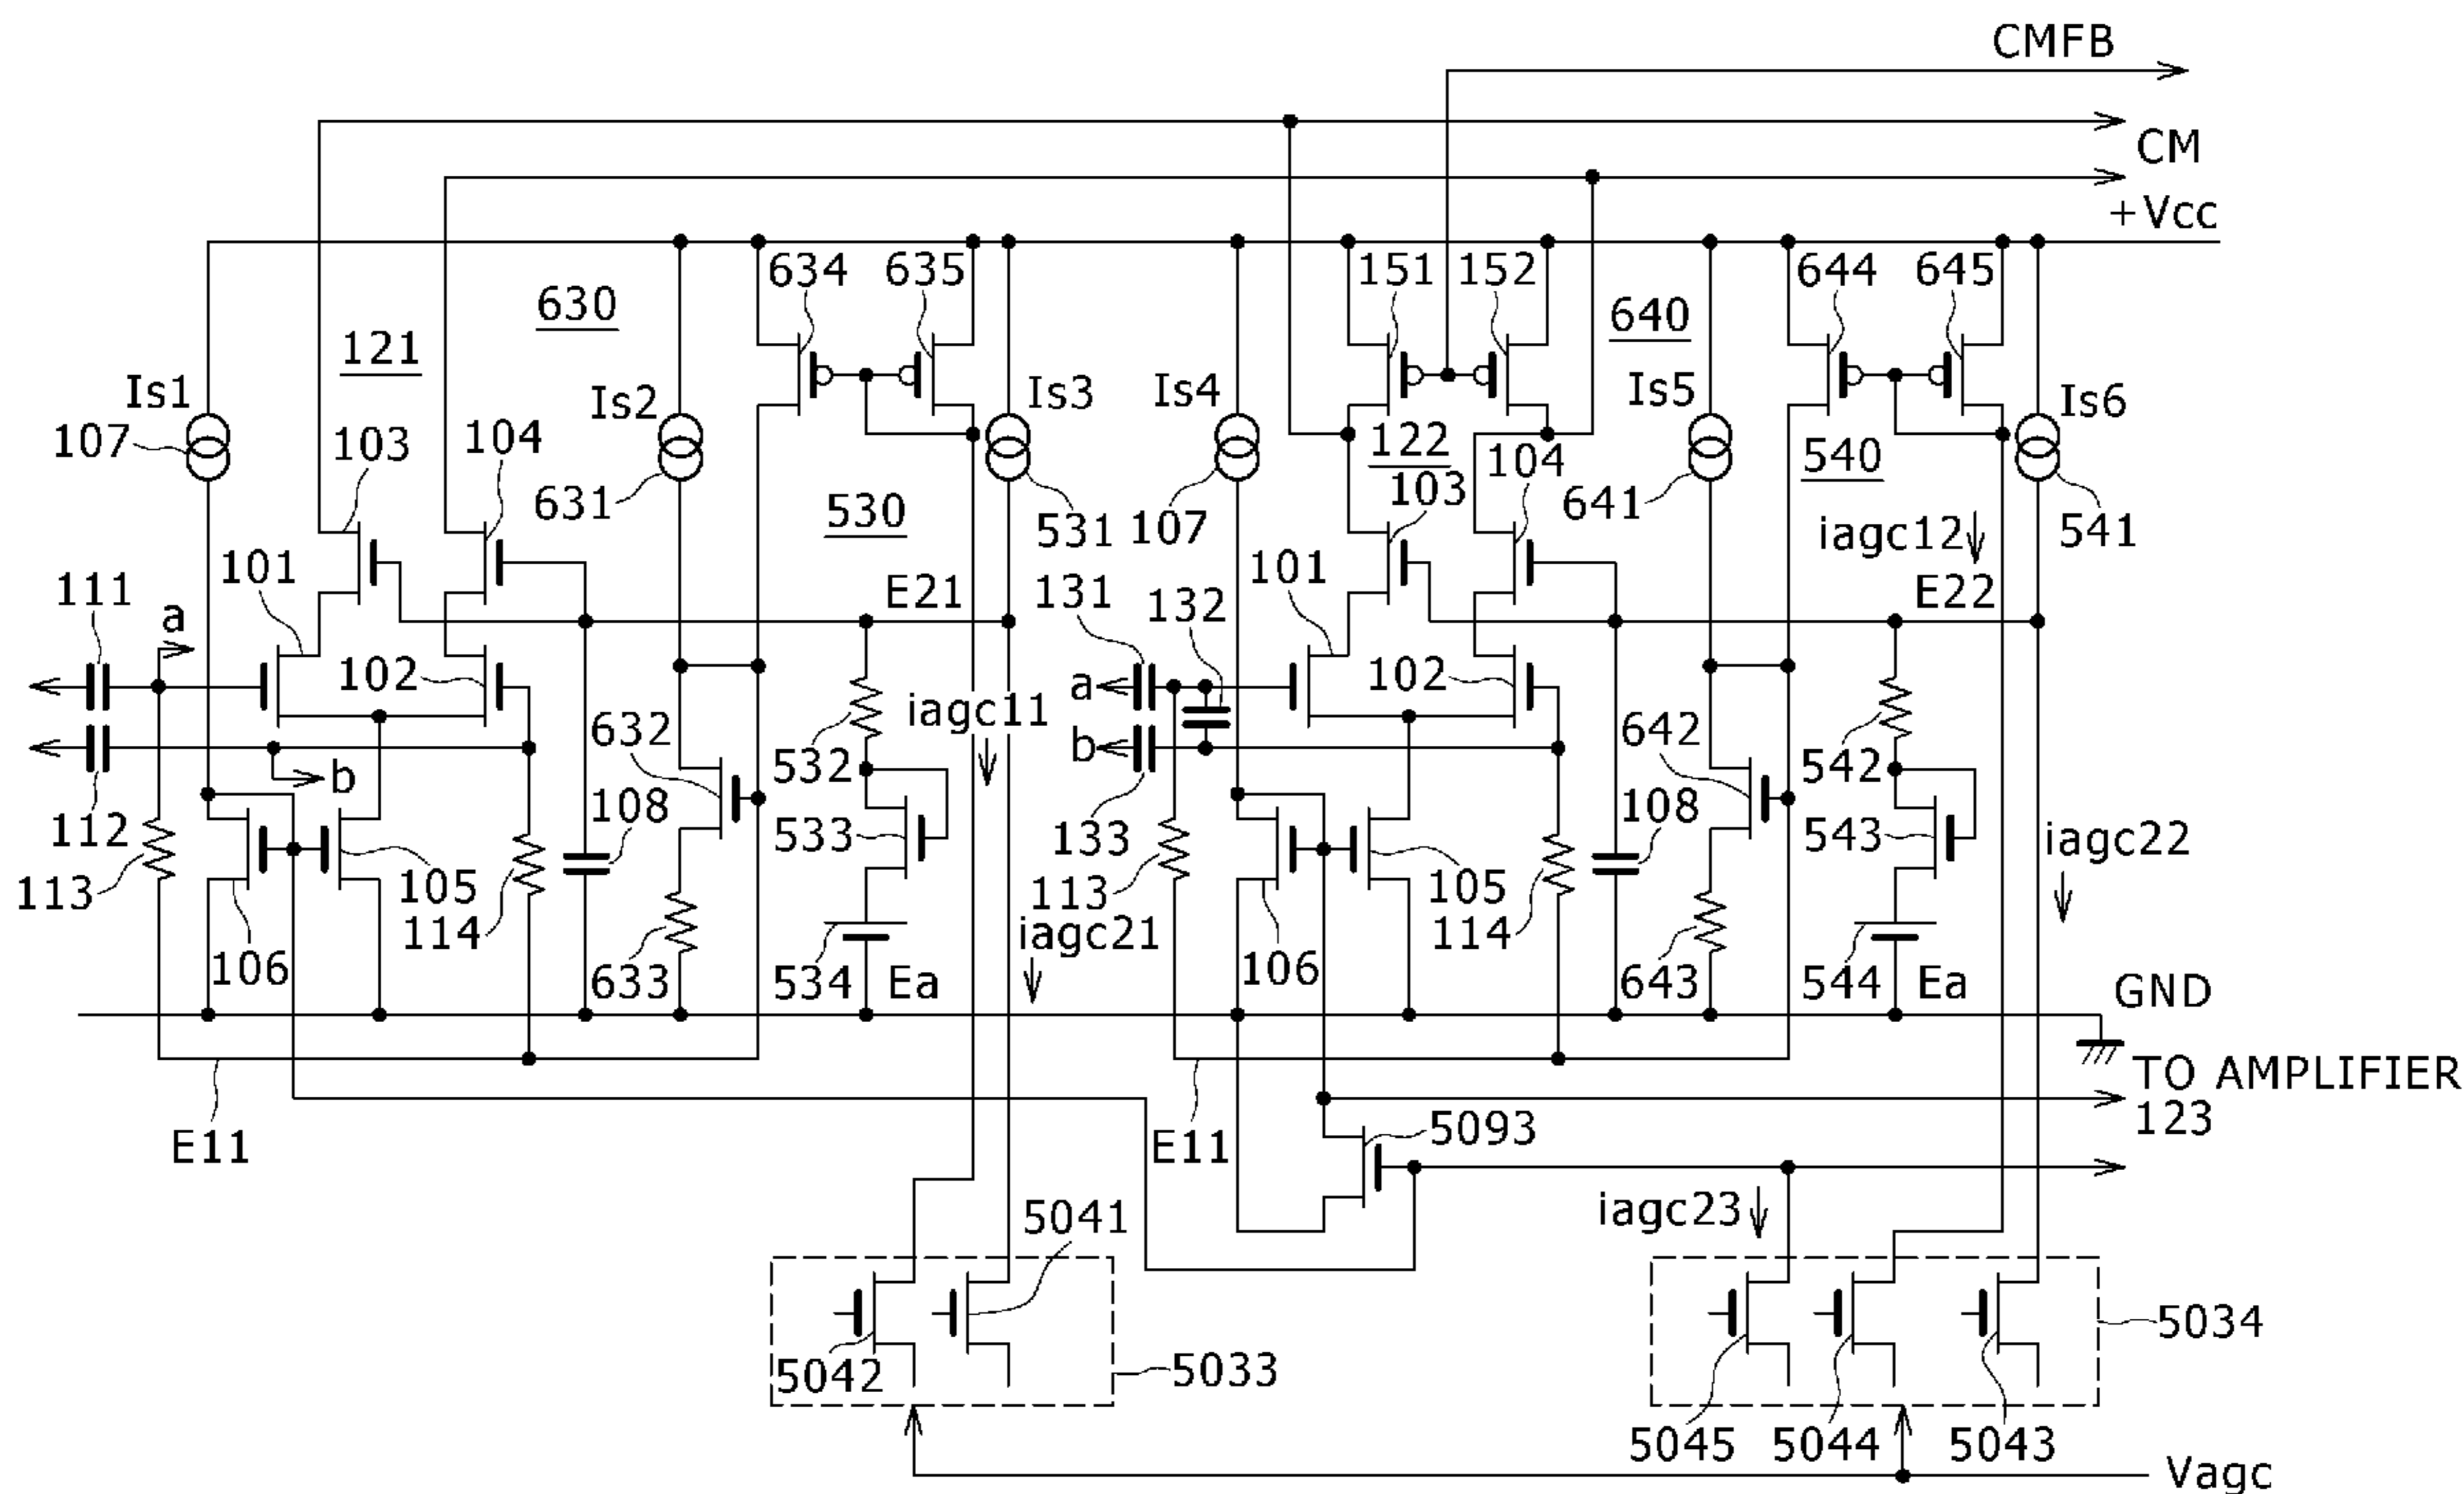 CMFB
CM
+Vcc
634
635
151
152
644
645
630
640
121
Is1
Is2
Is3
Is4
Is5
Is6
107
103
104
122
104
540
631
530
103
641
531
107
iagc12
541
101
111
a
E21
131
132
101
E22
102
a
102
632
iagc11
642
532
b
542
b
112
108
533
133
108
543
iagc22
113
105
113
105
114
iagc21
114
106
633
534
Ea
106
643
544
Ea
GND
TO AMPLIFIER
123
E11
E11
5093
5041
iagc23
5042
5033
5034
5045
5044
5043
Vagc